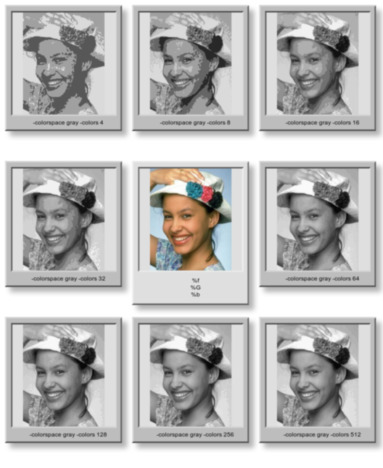 -colorspace gray -colors 4
-colorspace gray -colors 8
-colorspace gray -colors 16
-colorspace gray -colors 32
%f
%G
%b
-colorspace gray -colors 64
-colorspace gray -colors 128
-colorspace gray -colors 256
-colorspace gray -colors 512